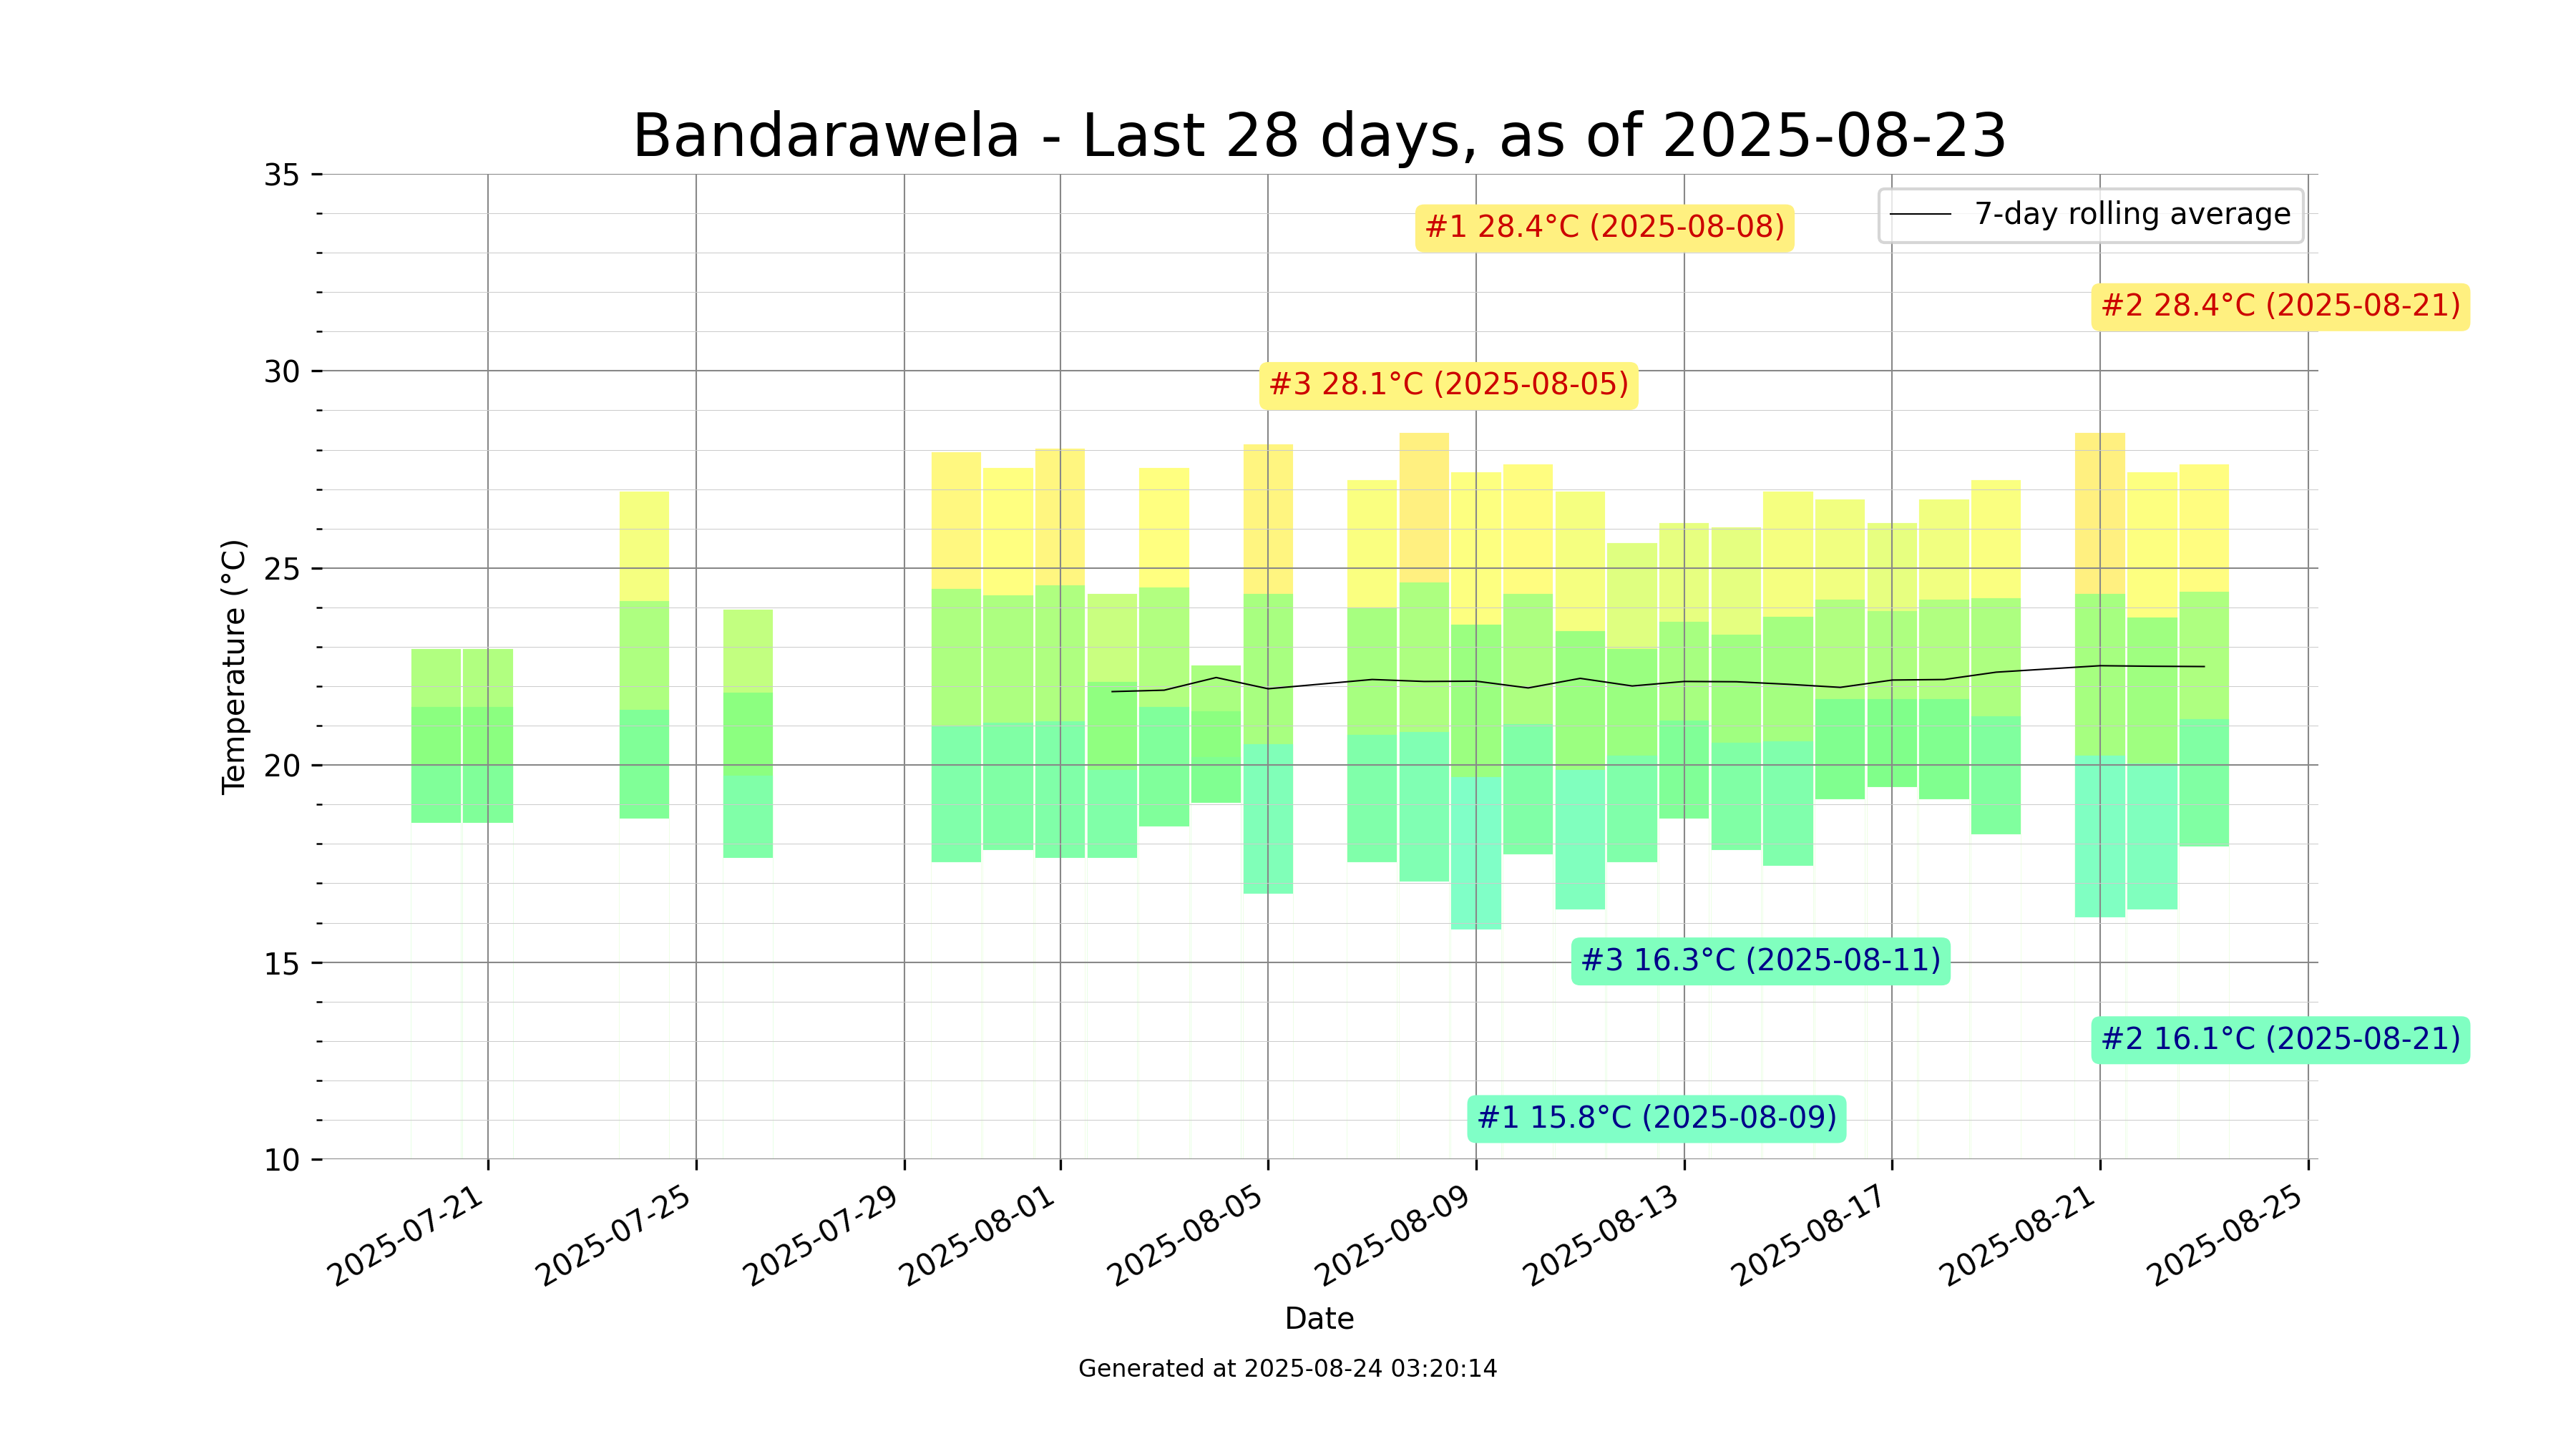 Bandarawela - Last 28 days, as of 2025-08-23
35
30
25
20
15
10
Temperature (°C)
7-day rolling average
#1 28.4°C (2025-08-08)
#2 28.4°C (2025-08-21)
#3 28.1°C (2025-08-05)
#3 16.3°C (2025-08-11)
#2 16.1°C (2025-08-21)
#1 15.8°C (2025-08-09)
2025-07-21
2025-07-25
2025-07-29
2025-08-01
2025-08-05
2025-08-09
2025-08-13
2025-08-17
2025-08-21
2025-08-25
Date
Generated at 2025-08-24 03:20:14